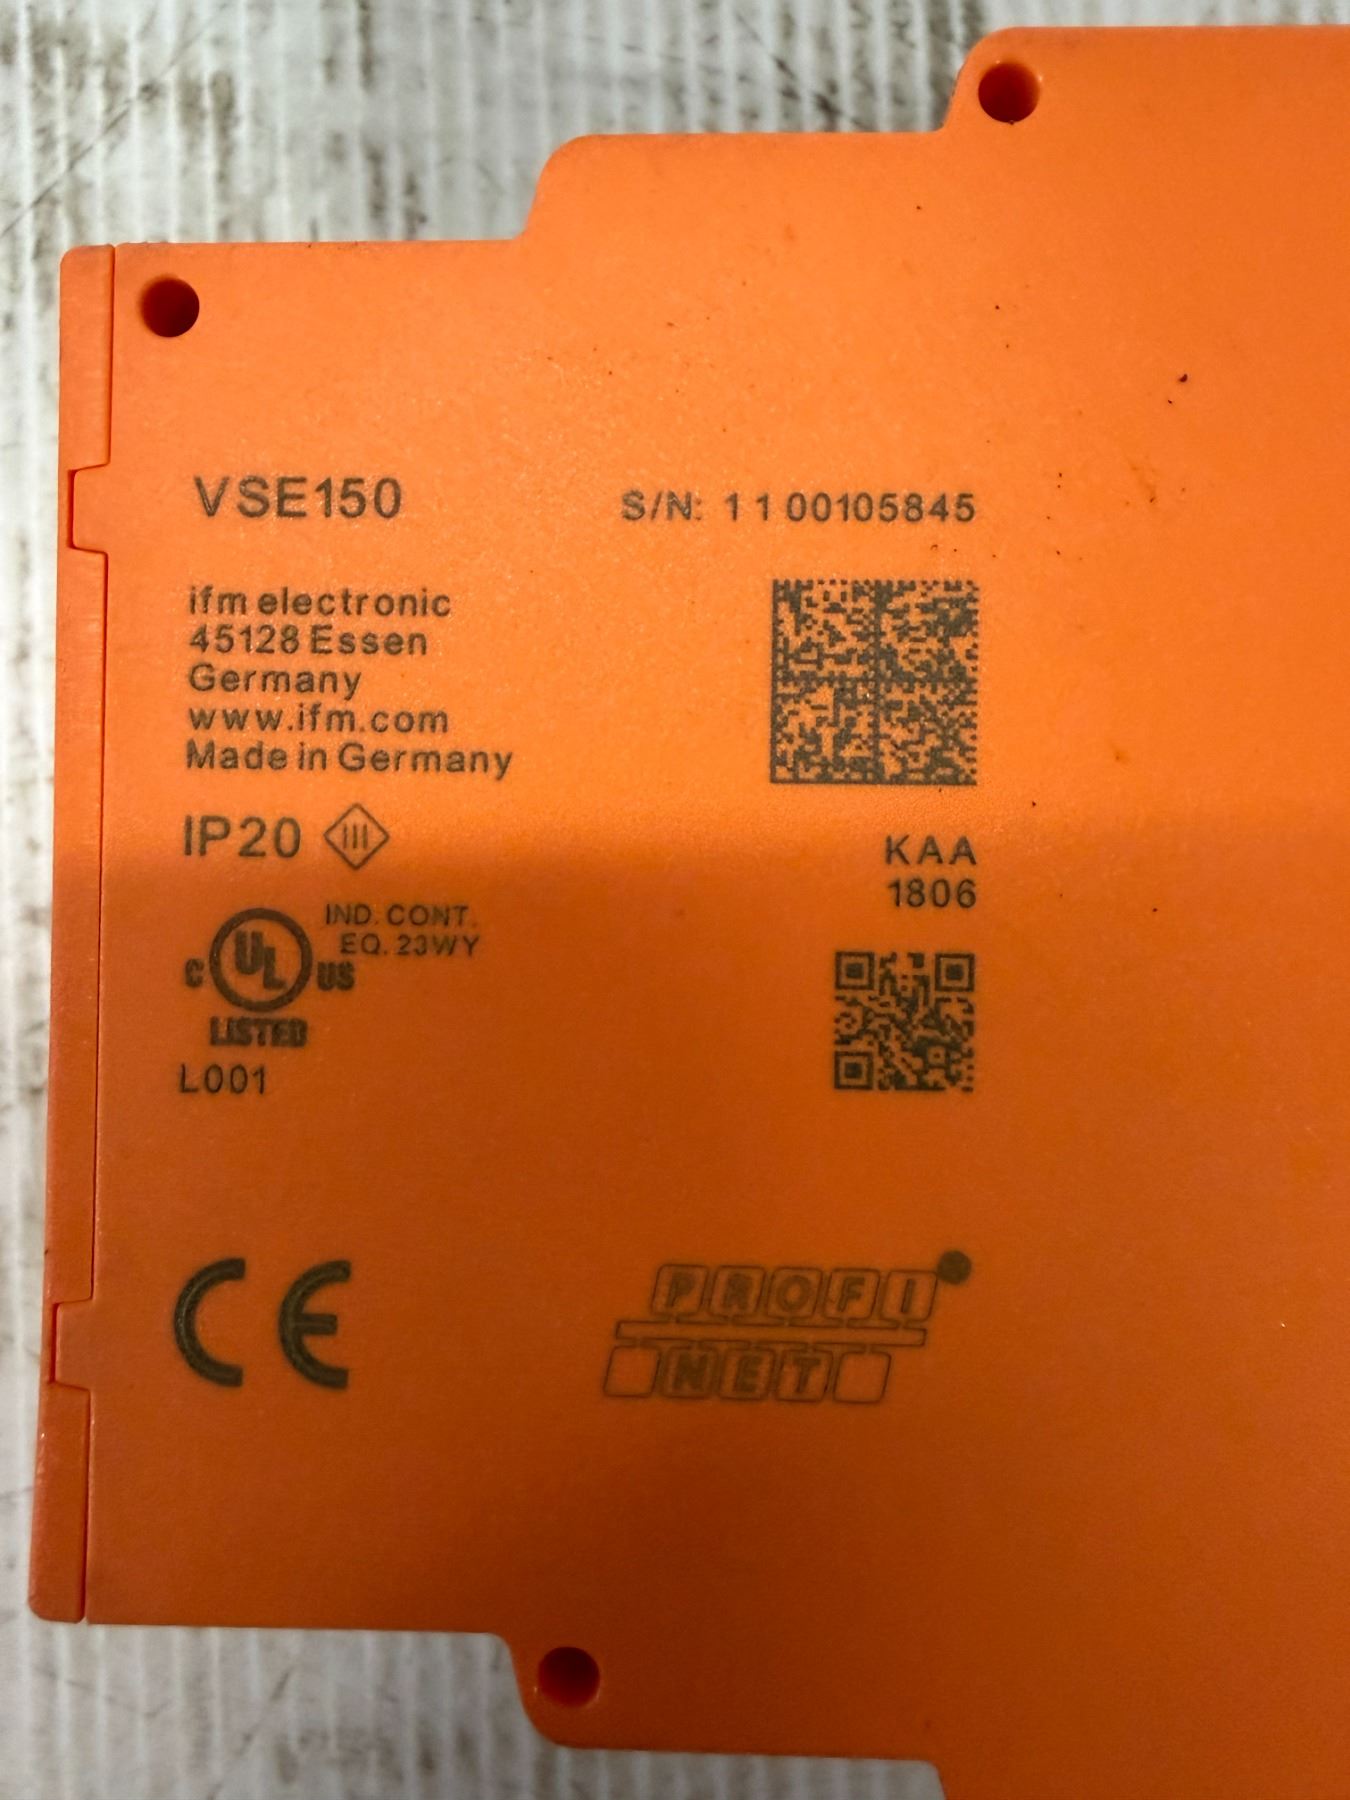 VSE150
S/N: 1 1 00105845
ifm electronic
45128 Essen
Germany
www.ifm.com
Made in Germany
IP20 III
KAA
1806
IND. CONT.
EQ. 23WY
C UL US
LISTED
L001
CE
PROFI
NET